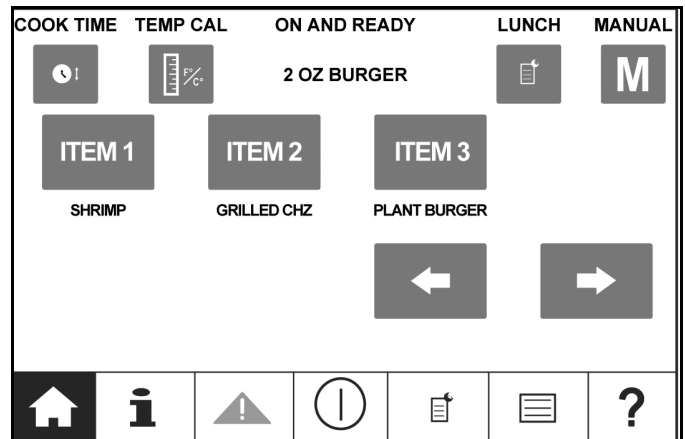 COOK TIME TEMP CAL ON AND READY LUNCH MANUAL
F°/C° 2 OZ BURGER M
ITEM 1 ITEM 2 ITEM 3
SHRIMP GRILLED CHZ PLANT BURGER
i ! ?